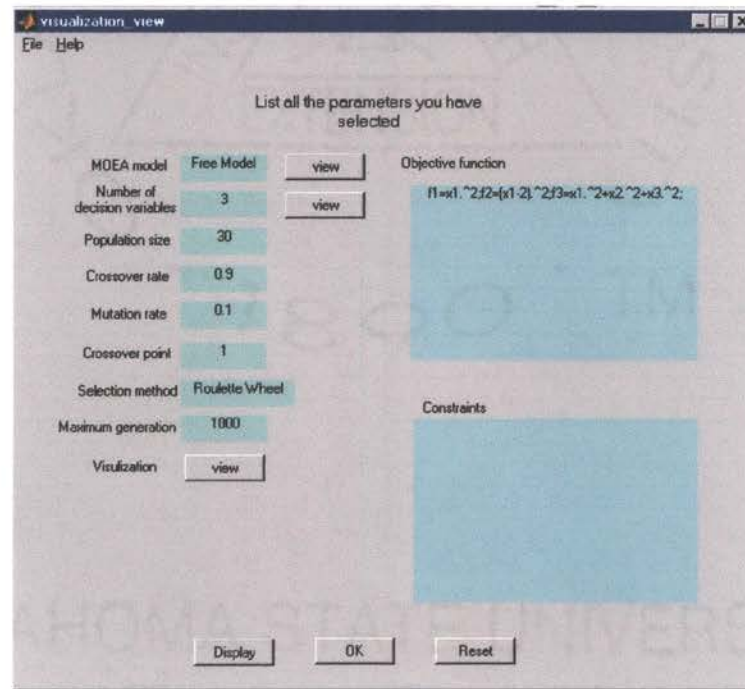 visualization_view
File Help
List all the parameters you have
selected
MOEA model Free Model view
Number of
decision variables 3 view
Population size 30
Crossover rate 0.9
Mutation rate 0.1
Crossover point 1
Selection method Roulette Wheel
Maximum generation 1000
Visulization view
Objective function
f1=x1.^2;f2=(x1-2).^2;f3=x1.^2+x2.^2+x3.^2;
Constraints
AHOMA STATE UNIVERS
Display OK Reset